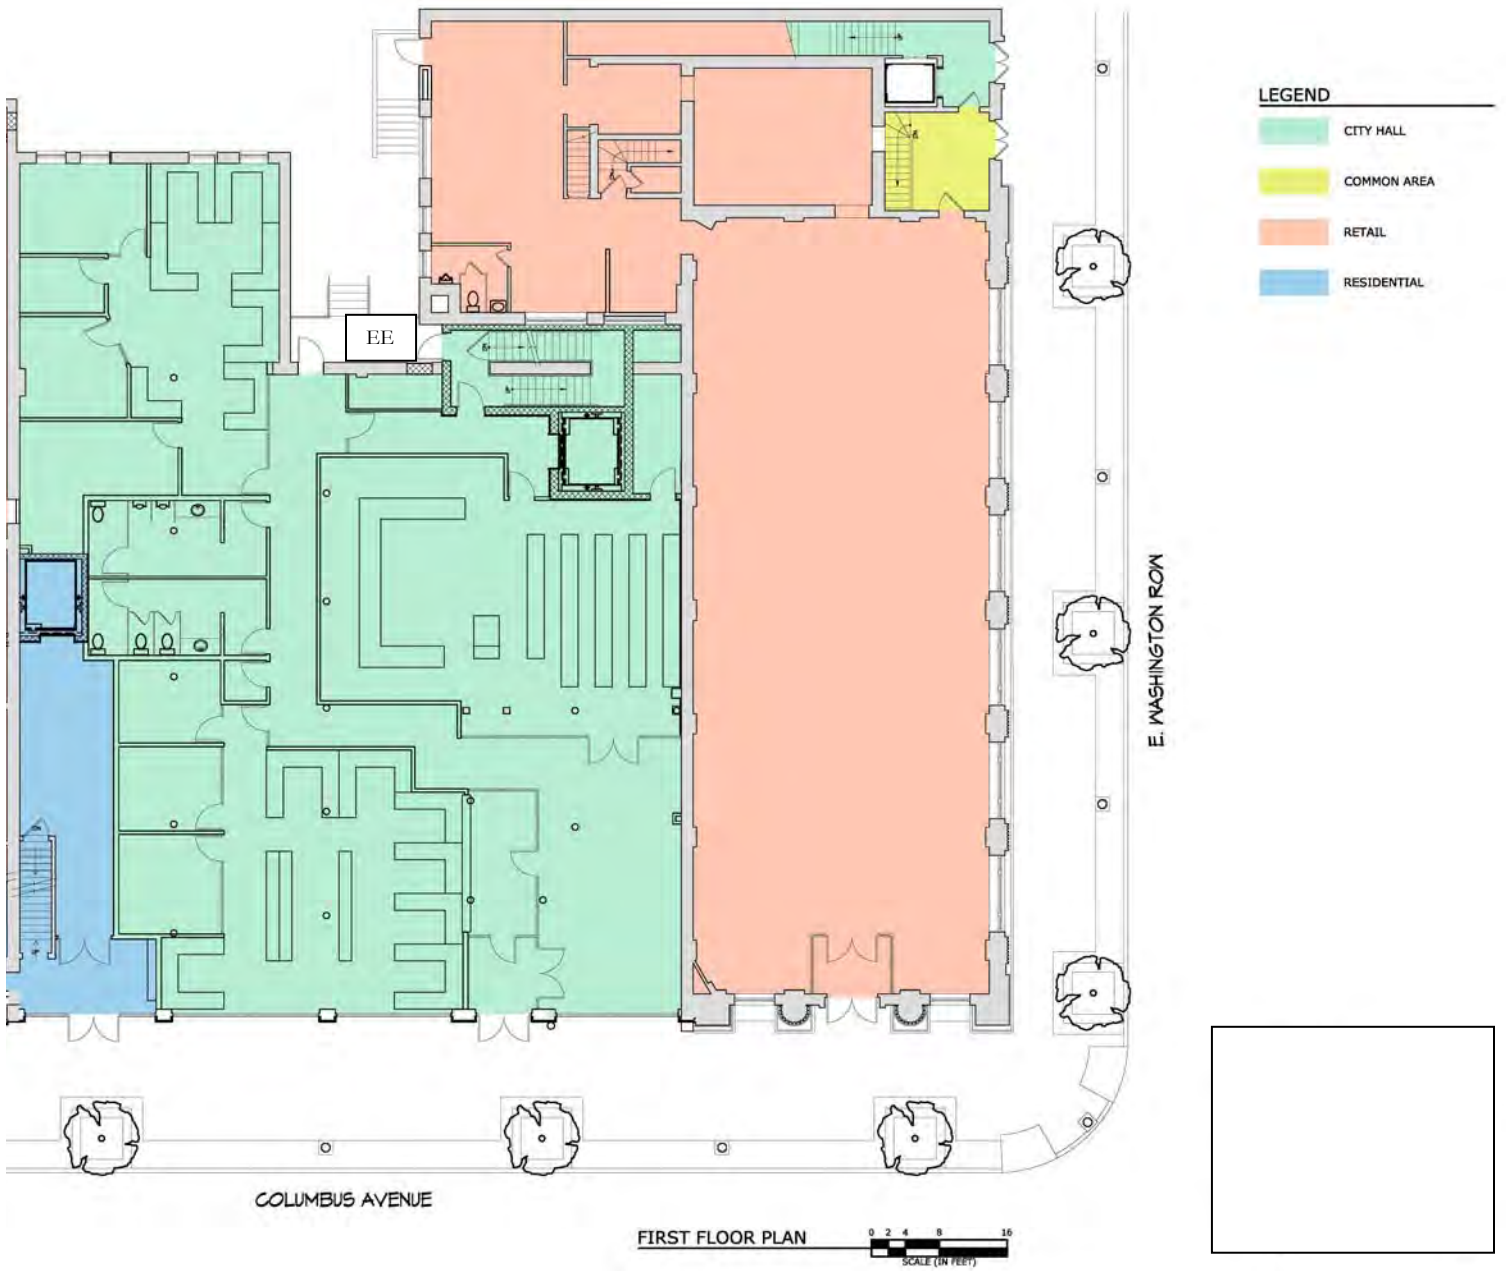 LEGEND
CITY HALL
COMMON AREA
RETAIL
RESIDENTIAL
EE
E. WASHINGTON ROW
COLUMBUS AVENUE
FIRST FLOOR PLAN
0 2 4 8 16
SCALE (IN FEET)